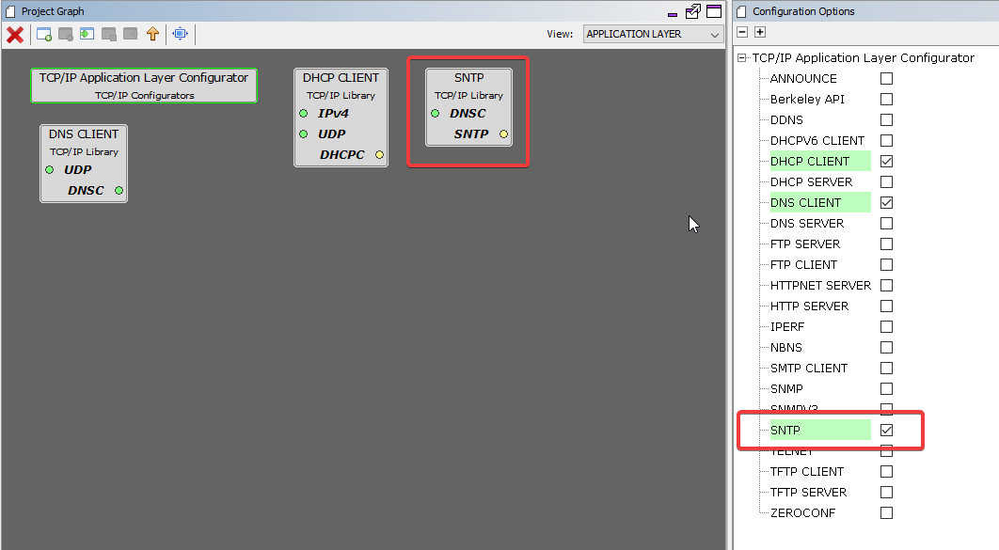 Project Graph
View:
APPLICATION LAYER
TCP/IP Application Layer Configurator
TCP/IP Configurators
DHCP CLIENT
TCP/IP Library
IPv4
UDP
DHCPC
SNTP
TCP/IP Library
DNSC
SNTP
DNS CLIENT
TCP/IP Library
UDP
DNSC
Configuration Options
TCP/IP Application Layer Configurator
ANNOUNCE
Berkeley API
DDNS
DHCPV6 CLIENT
DHCP CLIENT
DHCP SERVER
DNS CLIENT
DNS SERVER
FTP SERVER
FTP CLIENT
HTTPNET SERVER
HTTP SERVER
IPERF
NBNS
SMTP CLIENT
SNMP
SNMPV3
SNTP
TELNET
TFTP CLIENT
TFTP SERVER
ZEROCONF